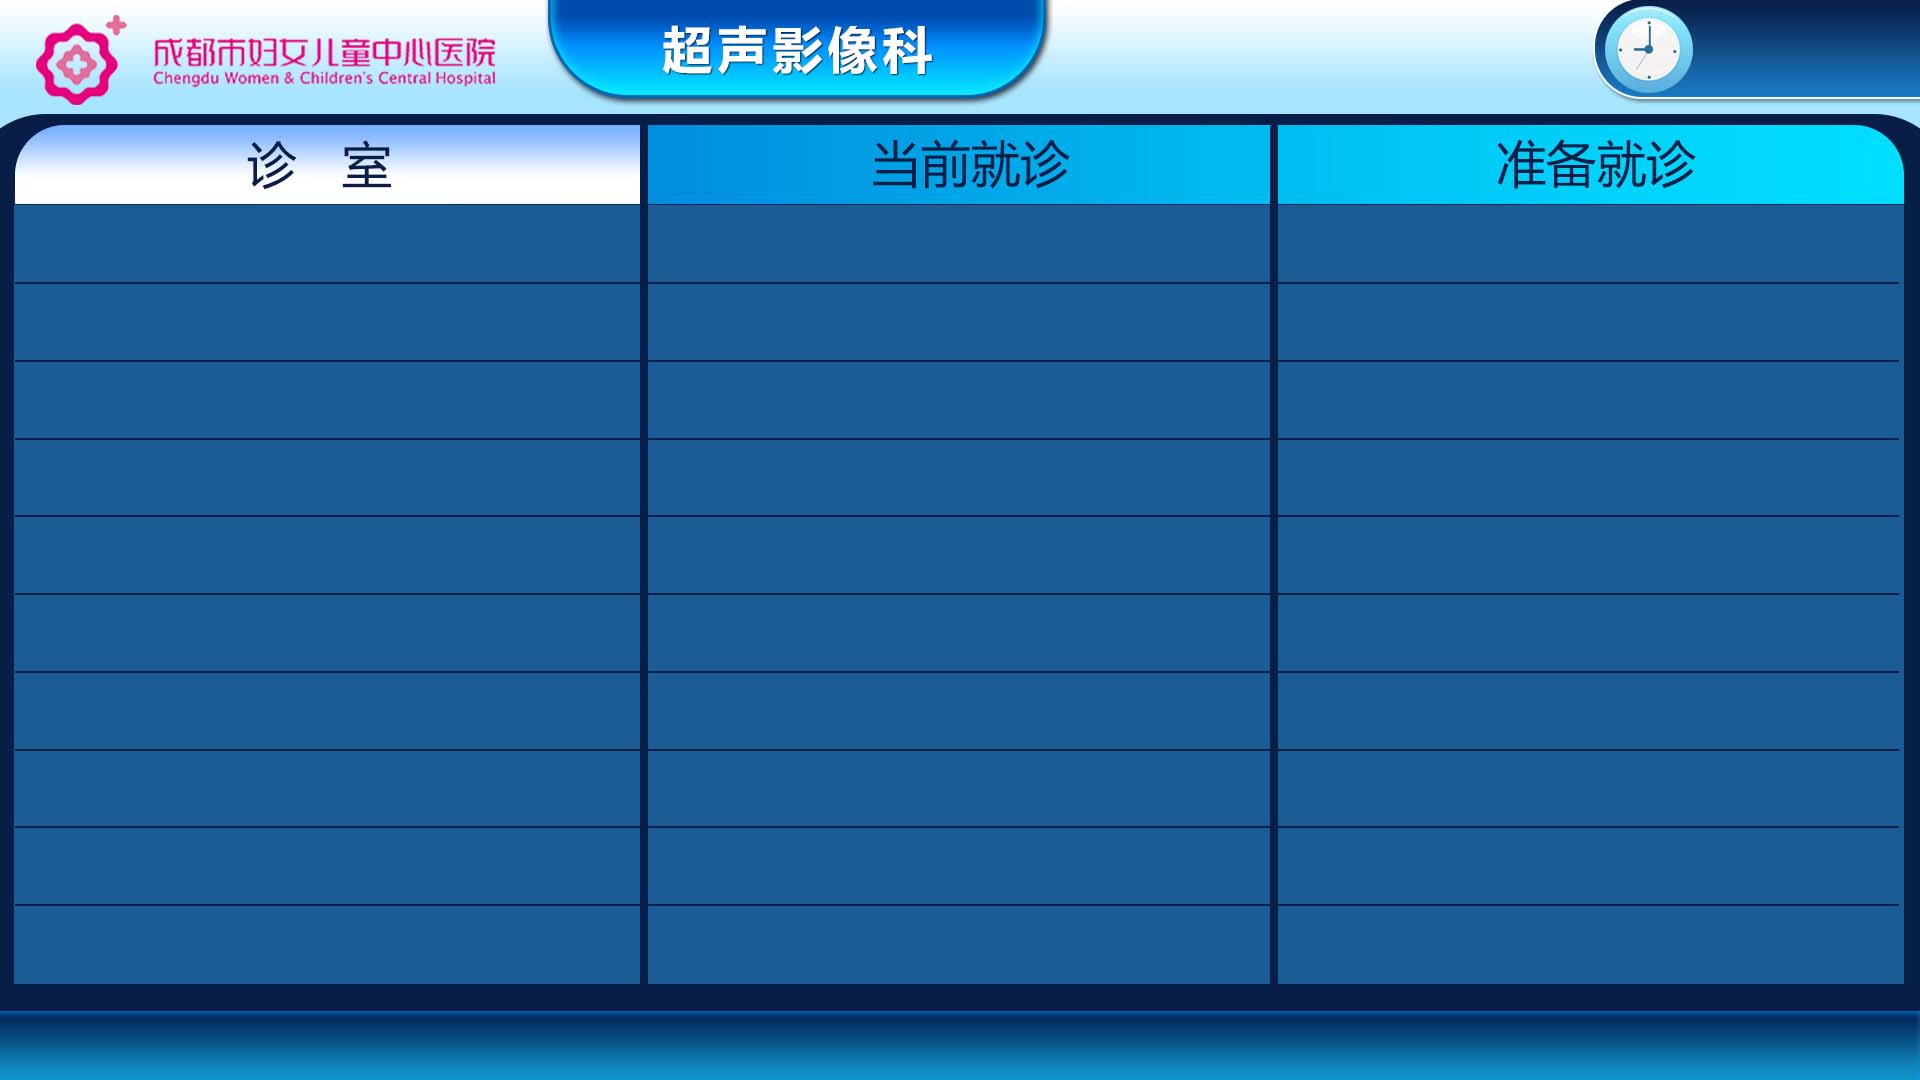 成都市妇女儿童中心医院
Chengdu Women & Children's Central Hospital
超声影像科
诊 室
当前就诊
准备就诊